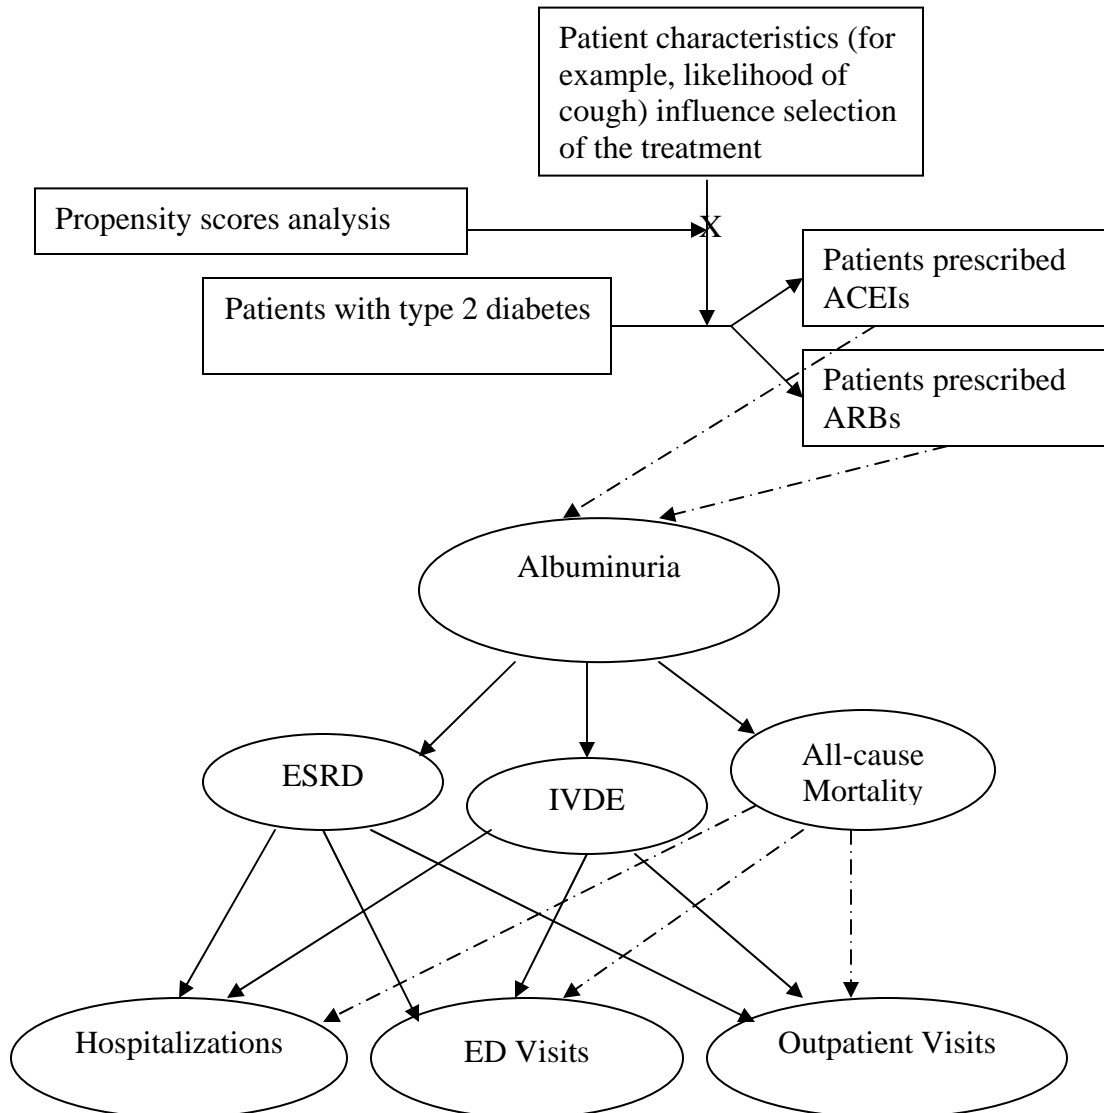 Patient characteristics (for
example, likelihood of
cough) influence selection
of the treatment
Propensity scores analysis
X
Patients prescribed
ACEIs
Patients with type 2 diabetes
Patients prescribed
ARBs
Albuminuria
All-cause
Mortality
ESRD
IVDE
Hospitalizations
ED Visits
Outpatient Visits